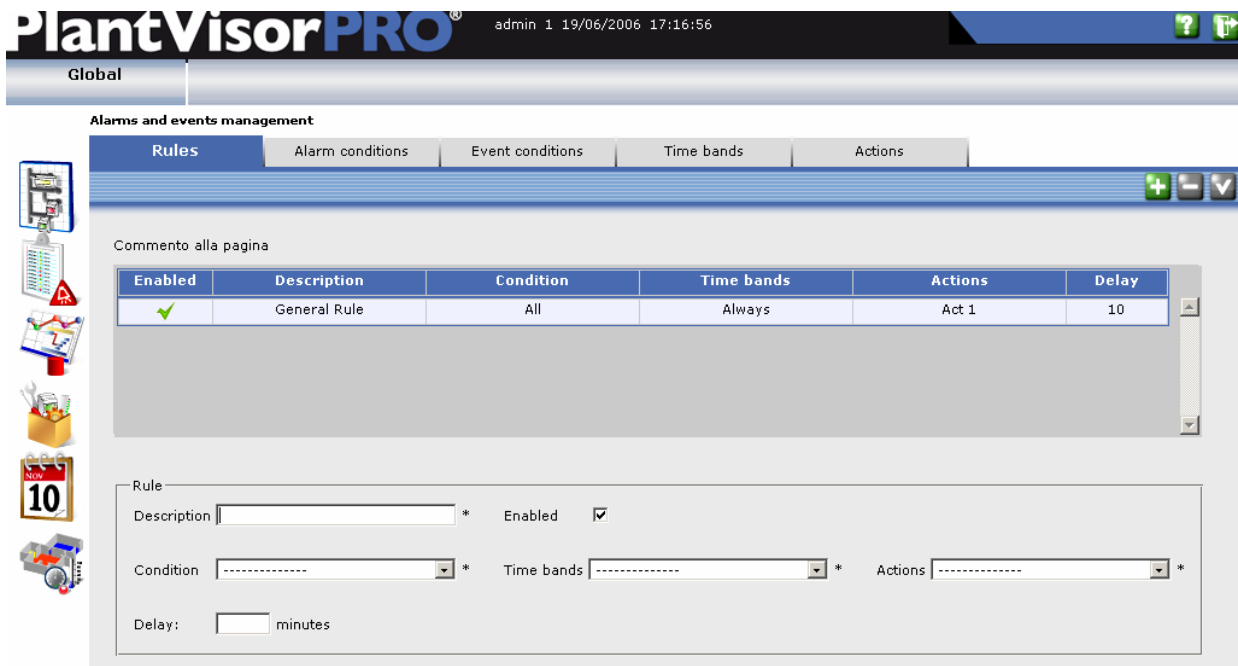 PlantVisorPRO®
admin 1 19/06/2006 17:16:56
?
Global
Alarms and events management
Rules Alarm conditions Event conditions Time bands Actions
Commento alla pagina
Enabled Description Condition Time bands Actions Delay
General Rule All Always Act 1 10
NOV
10
Rule
Description * Enabled
Condition -------------- * Time bands -------------- * Actions -------------- *
Delay: minutes